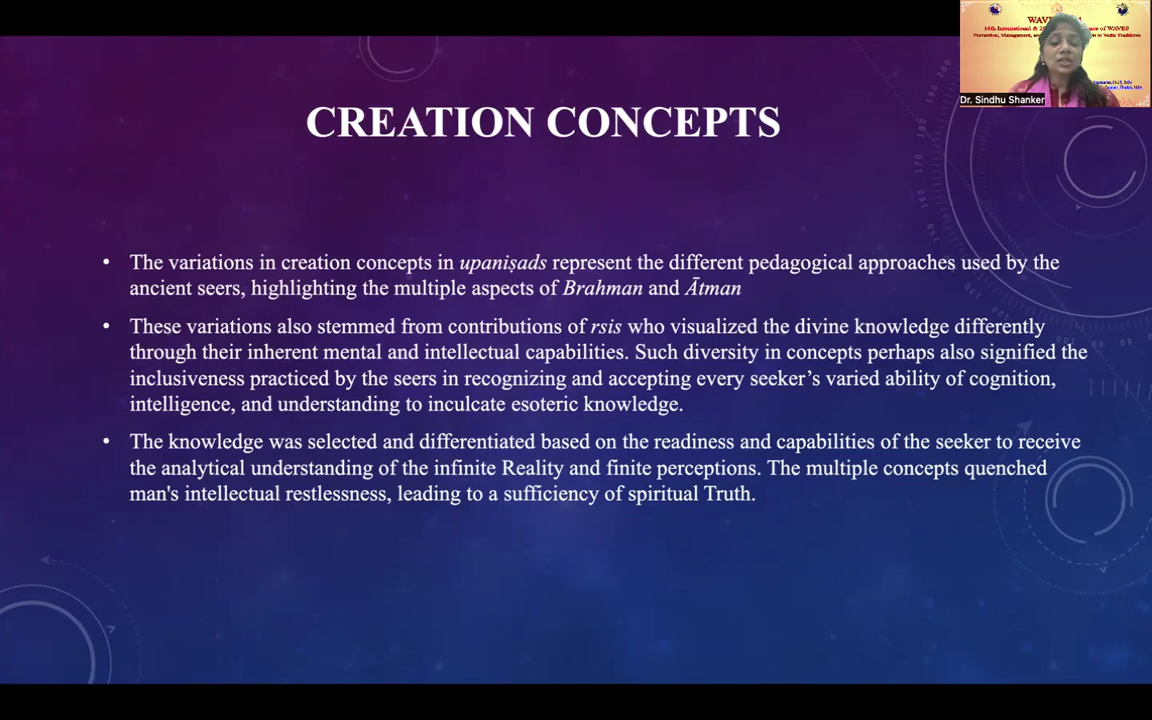 WAVES
Dr. Sindhu Shanker
CREATION CONCEPTS
• The variations in creation concepts in upaniṣads represent the different pedagogical approaches used by the
ancient seers, highlighting the multiple aspects of Brahman and Ātman
• These variations also stemmed from contributions of rsis who visualized the divine knowledge differently
through their inherent mental and intellectual capabilities. Such diversity in concepts perhaps also signified the
inclusiveness practiced by the seers in recognizing and accepting every seeker’s varied ability of cognition,
intelligence, and understanding to inculcate esoteric knowledge.
• The knowledge was selected and differentiated based on the readiness and capabilities of the seeker to receive
the analytical understanding of the infinite Reality and finite perceptions. The multiple concepts quenched
man's intellectual restlessness, leading to a sufficiency of spiritual Truth.